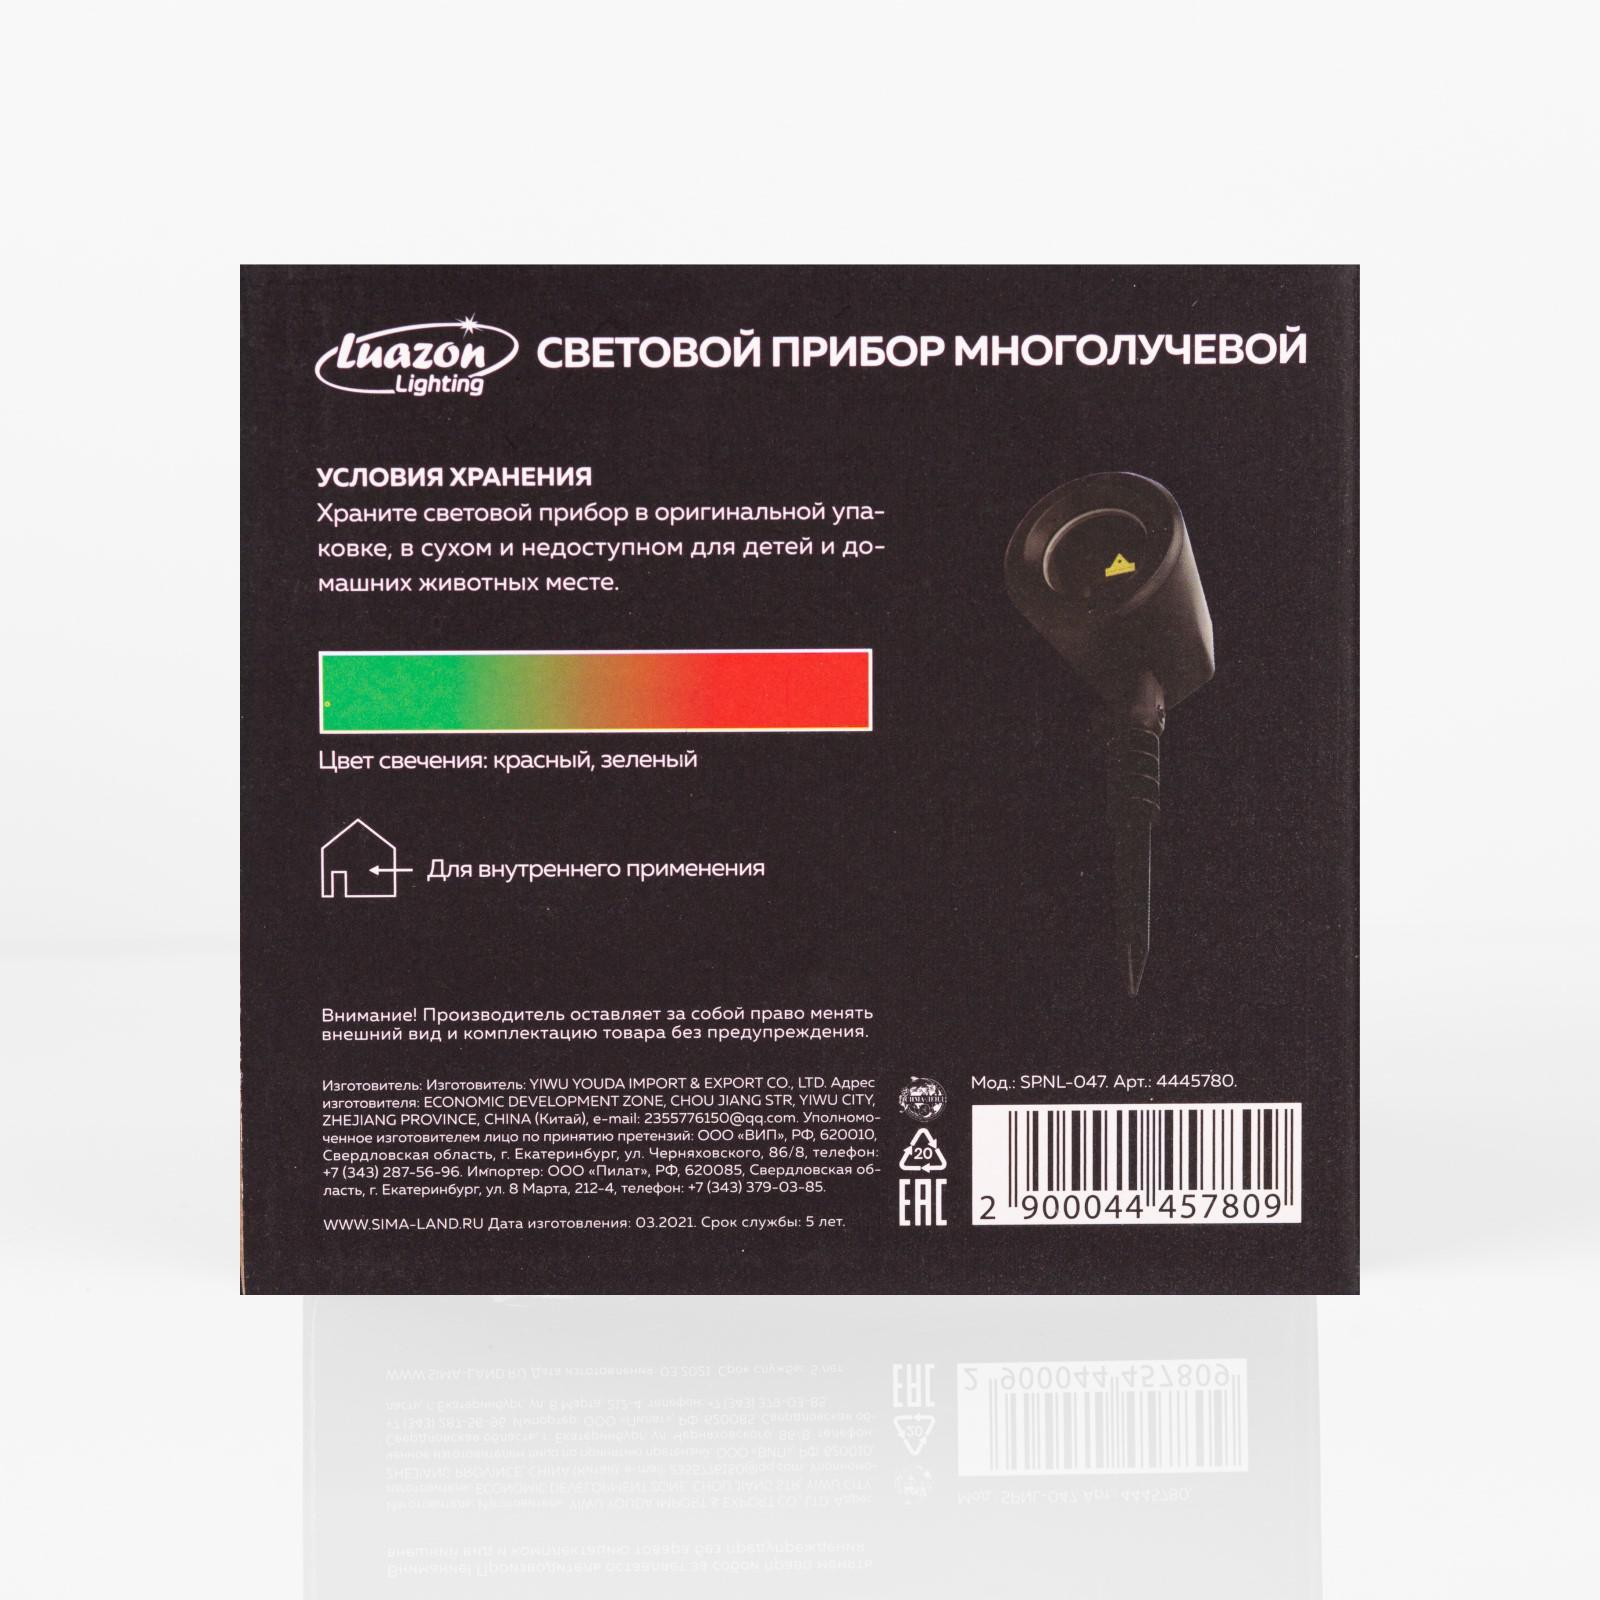 Luazon
Lighting
СВЕТОВОЙ ПРИБОР МНОГОЛУЧЕВОЙ
УСЛОВИЯ ХРАНЕНИЯ
Храните световой прибор в оригинальной упа-
ковке, в сухом и недоступном для детей и до-
машних животных месте.
Цвет свечения: красный, зеленый
Для внутреннего применения
Внимание! Производитель оставляет за собой право менять
внешний вид и комплектацию товара без предупреждения.
Изготовитель: Изготовитель: YIWU YOUDA IMPORT & EXPORT CO., LTD. Адрес
изготовителя: ECONOMIC DEVELOPMENT ZONE, CHOU JIANG STR, YIWU CITY,
ZHEJIANG PROVINCE, CHINA (Китай), e-mail: 2355776150@qq.com. Уполномо-
ченное изготовителем лицо по принятию претензий: ООО «ВИП», РФ, 620010,
Свердловская область, г. Екатеринбург, ул. Черняховского, 86/8, телефон:
+7 (343) 287-56-96. Импортер: ООО «Пилат», РФ, 620085, Свердловская об-
ласть, г. Екатеринбург, ул. 8 Марта, 212-4, телефон: +7 (343) 379-03-85.
WWW.SIMA-LAND.RU Дата изготовления: 03.2021. Срок службы: 5 лет.
20
EAC
Мод.: SPNL-047. Арт.: 4445780.
2 900044 457809